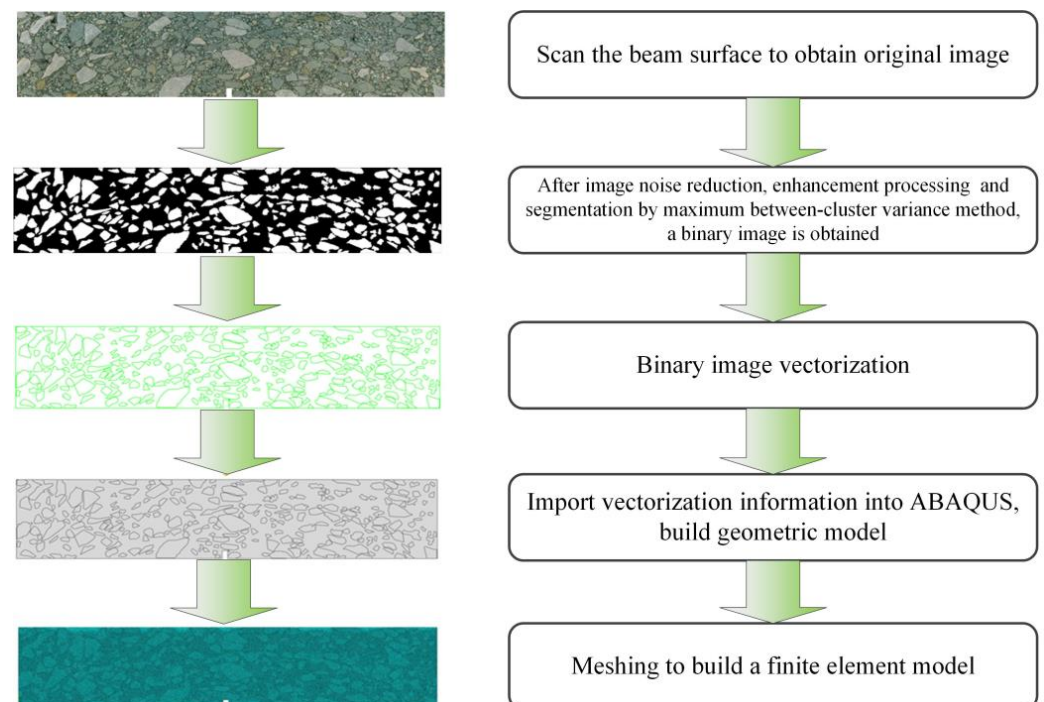 Scan the beam surface to obtain original image
After image noise reduction, enhancement processing and
segmentation by maximum between-cluster variance method,
a binary image is obtained
Binary image vectorization
Import vectorization information into ABAQUS,
build geometric model
Meshing to build a finite element model